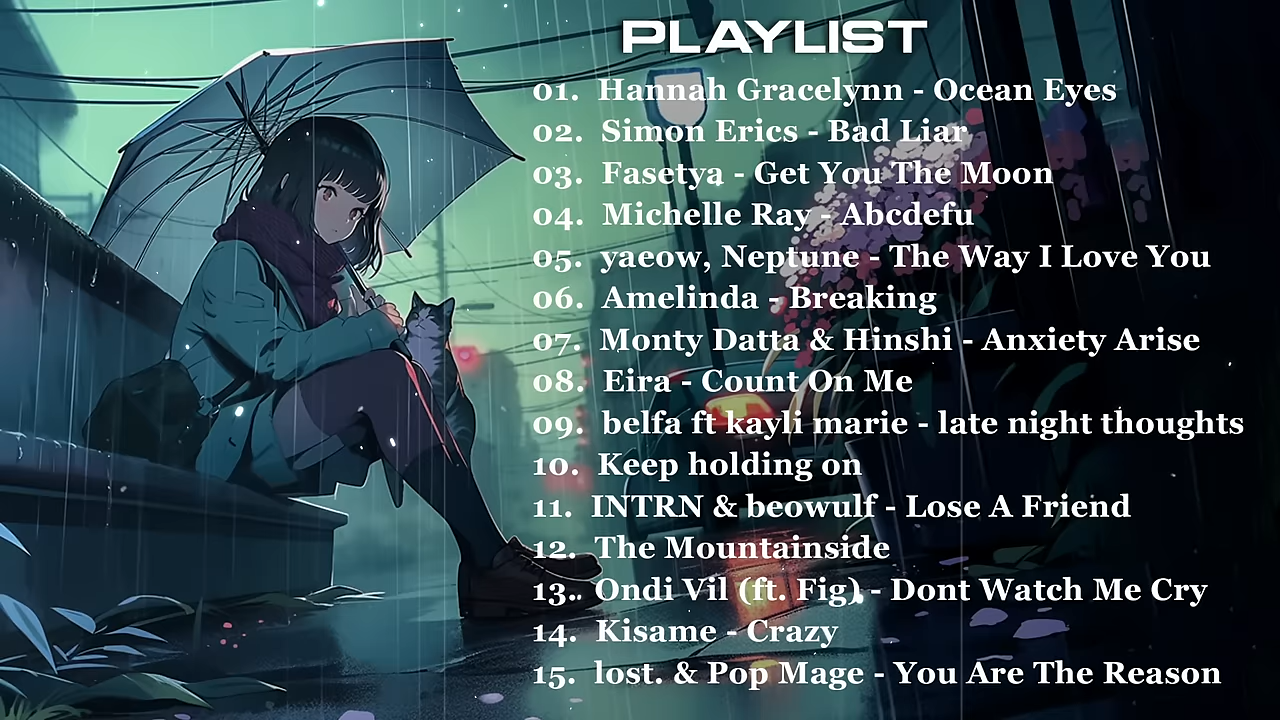 PLAYLIST
01. Hannah Gracelynn - Ocean Eyes
02. Simon Erics - Bad Liar
03. Fasetya - Get You The Moon
04. Michelle Ray - Abcdefu
05. yaeow, Neptune - The Way I Love You
06. Amelinda - Breaking
07. Monty Datta & Hinshi - Anxiety Arise
08. Eira - Count On Me
09. belfa ft kayli marie - late night thoughts
10. Keep holding on
11. INTRN & beowulf - Lose A Friend
12. The Mountainside
13. Ondi Vil (ft. Fig) - Dont Watch Me Cry
14. Kisame - Crazy
15. lost. & Pop Mage - You Are The Reason